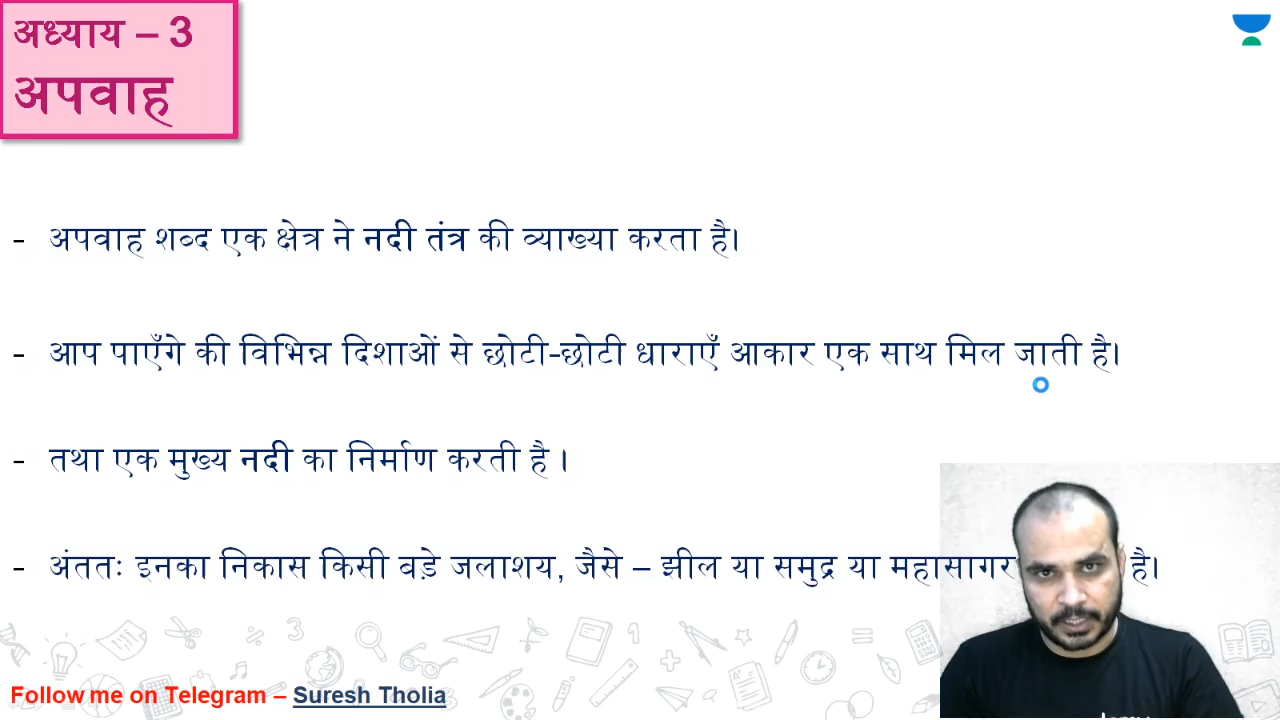 अध्याय – 3
अपवाह
- अपवाह शब्द एक क्षेत्र ने नदी तंत्र की व्याख्या करता है।
- आप पाएँगे की विभिन्न दिशाओं से छोटी-छोटी धाराएँ आकार एक साथ मिल जाती है।
- तथा एक मुख्य नदी का निर्माण करती है ।
- अंततः इनका निकास किसी वड़े जलाशय, जैसे – झील या समुद्र या महासागर है।
Follow me on Telegram – Suresh Tholia